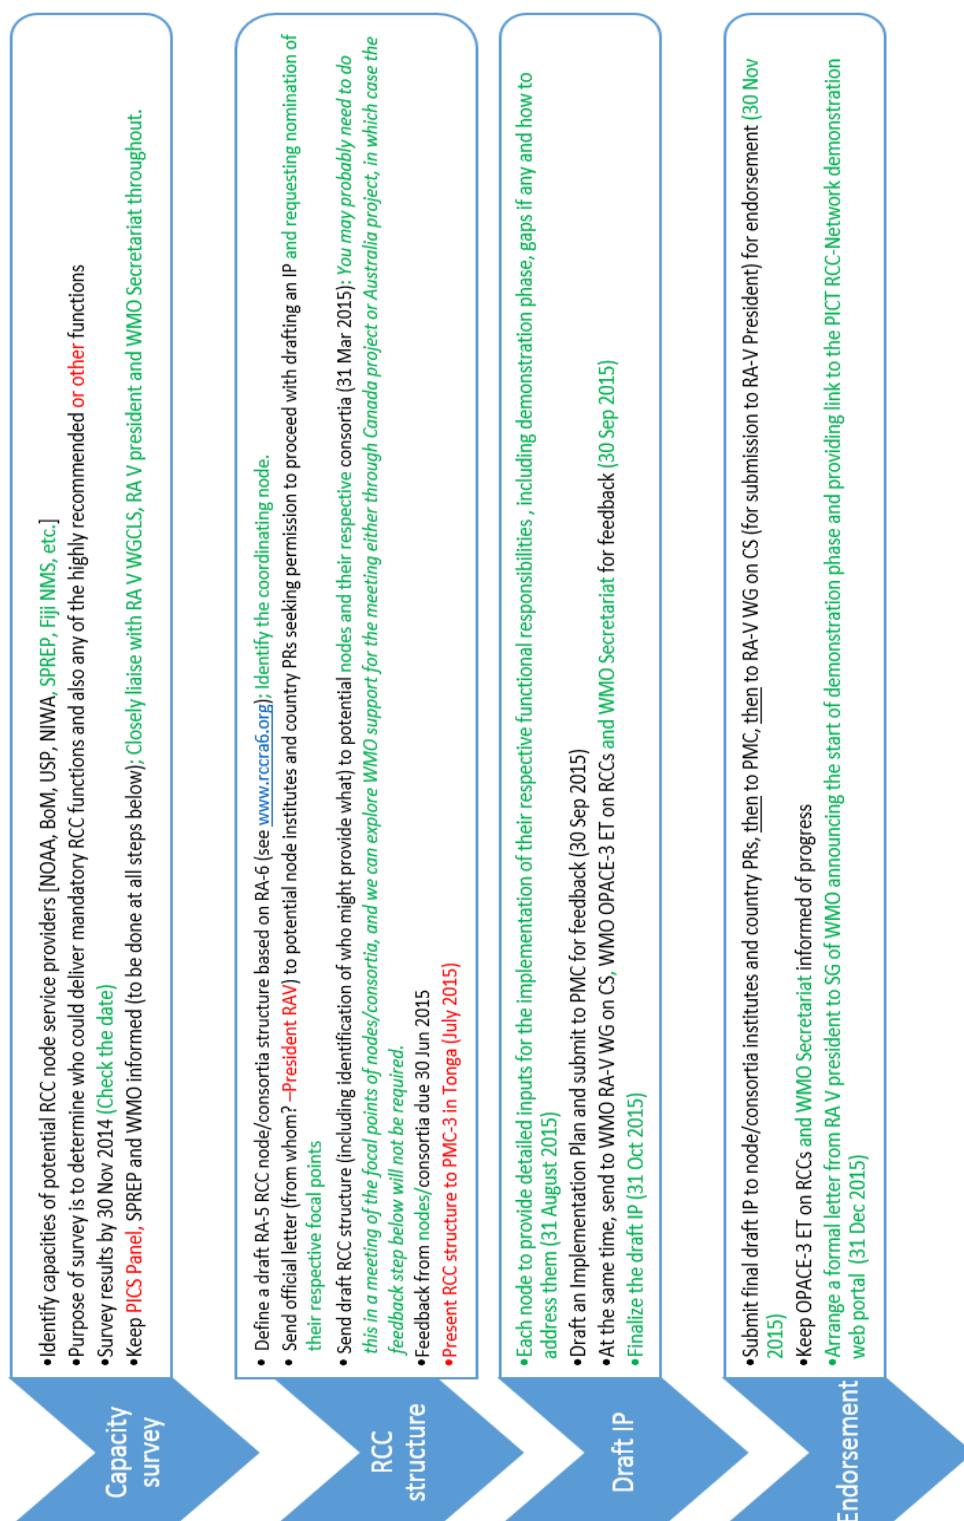 Capacity
survey
•Identify capacities of potential RCC node service providers [NOAA, BoM, USP, NIWA, SPREP, Fiji NMS, etc.]
•Purpose of survey is to determine who could deliver mandatory RCC functions and also any of the highly recommended or other functions
•Survey results by 30 Nov 2014 (Check the date)
•Keep PICS Panel, SPREP and WMO informed (to be done at all steps below); Closely liaise with RA V WGCLS, RA V president and WMO Secretariat throughout.
RCC
structure
• Define a draft RA-5 RCC node/consortia structure based on RA-6 (see www.rccra6.org); Identify the coordinating node.
• Send official letter (from whom? –President RAV) to potential node institutes and country PRs seeking permission to proceed with drafting an IP and requesting nomination of
their respective focal points
• Send draft RCC structure (including identification of who might provide what) to potential nodes and their respective consortia (31 Mar 2015): You may probably need to do
this in a meeting of the focal points of nodes/consortia, and we can explore WMO support for the meeting either through Canada project or Australia project, in which case the
feedback step below will not be required.
•Feedback from nodes/consortia due 30 Jun 2015
•Present RCC structure to PMC-3 in Tonga (July 2015)
Draft IP
•Each node to provide detailed inputs for the implementation of their respective functional responsibilities , including demonstration phase, gaps if any and how to
address them (31 August 2015)
•Draft an Implementation Plan and submit to PMC for feedback (30 Sep 2015)
•At the same time, send to WMO RA-V WG on CS, WMO OPACE-3 ET on RCCs and WMO Secretariat for feedback (30 Sep 2015)
•Finalize the draft IP (31 Oct 2015)
Endorsement
•Submit final draft IP to node/consortia institutes and country PRs, then to PMC, then to RA-V WG on CS (for submission to RA-V President) for endorsement (30 Nov
2015)
•Keep OPACE-3 ET on RCCs and WMO Secretariat informed of progress
•Arrange a formal letter from RA V president to SG of WMO announcing the start of demonstration phase and providing link to the PICT RCC-Network demonstration
web portal (31 Dec 2015)